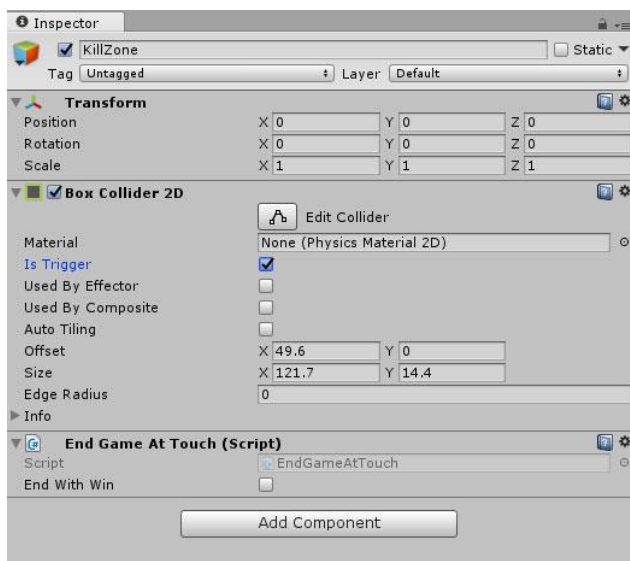 Inspector
KillZone Static
Tag Untagged Layer Default
Transform
Position X 0 Y 0 Z 0
Rotation X 0 Y 0 Z 0
Scale X 1 Y 1 Z 1
Box Collider 2D
Edit Collider
Material None (Physics Material 2D)
Is Trigger
Used By Effector
Used By Composite
Auto Tiling
Offset X 49.6 Y 0
Size X 121.7 Y 14.4
Edge Radius 0
Info
End Game At Touch (Script)
Script EndGameAtTouch
End With Win
Add Component